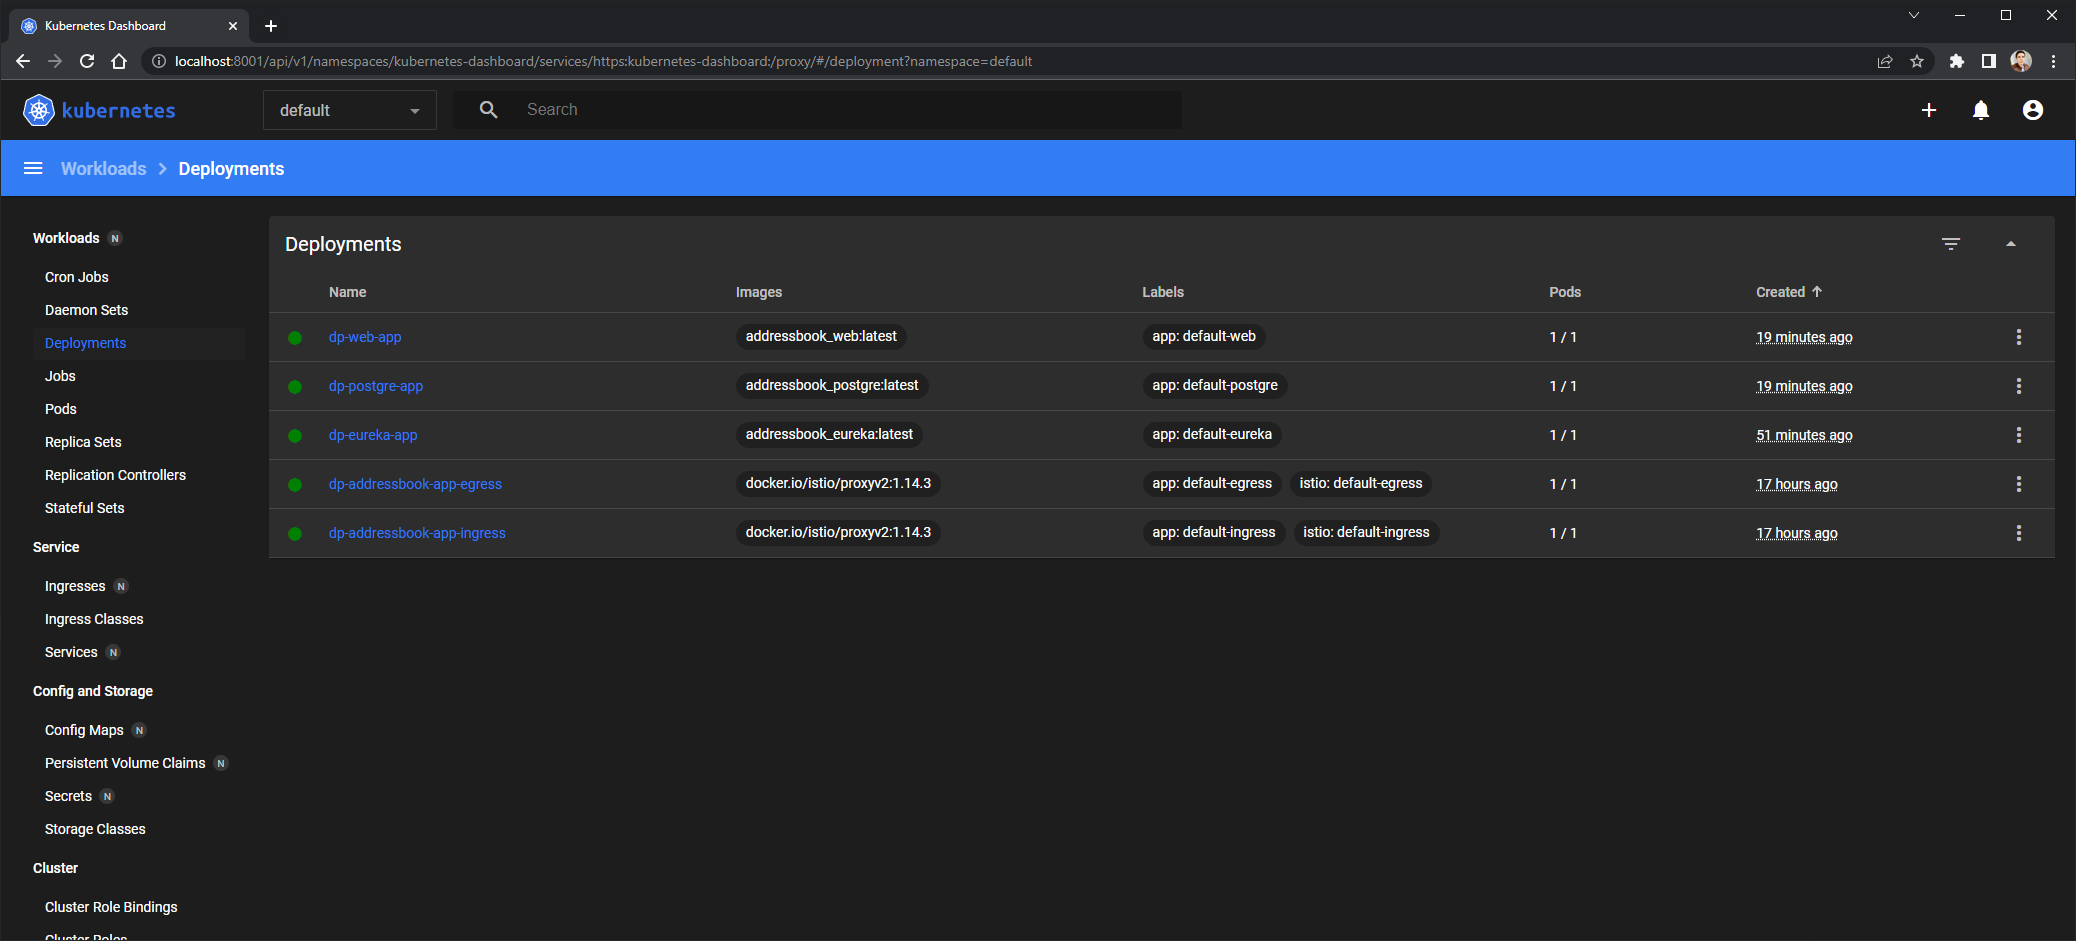 Kubernetes Dashboard
localhost:8001/api/v1/namespaces/kubernetes-dashboard/services/https:kubernetes-dashboard:/proxy/#/deployment?namespace=default
kubernetes default Search
Workloads Deployments
Workloads N
Cron Jobs
Daemon Sets
Deployments
Jobs
Pods
Replica Sets
Replication Controllers
Stateful Sets
Service
Ingresses N
Ingress Classes
Services N
Config and Storage
Config Maps N
Persistent Volume Claims N
Secrets N
Storage Classes
Cluster
Cluster Role Bindings
Cluster Roles
Deployments
Name Images Labels Pods Created
dp-web-app addressbook_web:latest app: default-web 1 / 1 19 minutes ago
dp-postgre-app addressbook_postgre:latest app: default-postgre 1 / 1 19 minutes ago
dp-eureka-app addressbook_eureka:latest app: default-eureka 1 / 1 51 minutes ago
dp-addressbook-app-egress docker.io/istio/proxyv2:1.14.3 app: default-egress istio: default-egress 1 / 1 17 hours ago
dp-addressbook-app-ingress docker.io/istio/proxyv2:1.14.3 app: default-ingress istio: default-ingress 1 / 1 17 hours ago